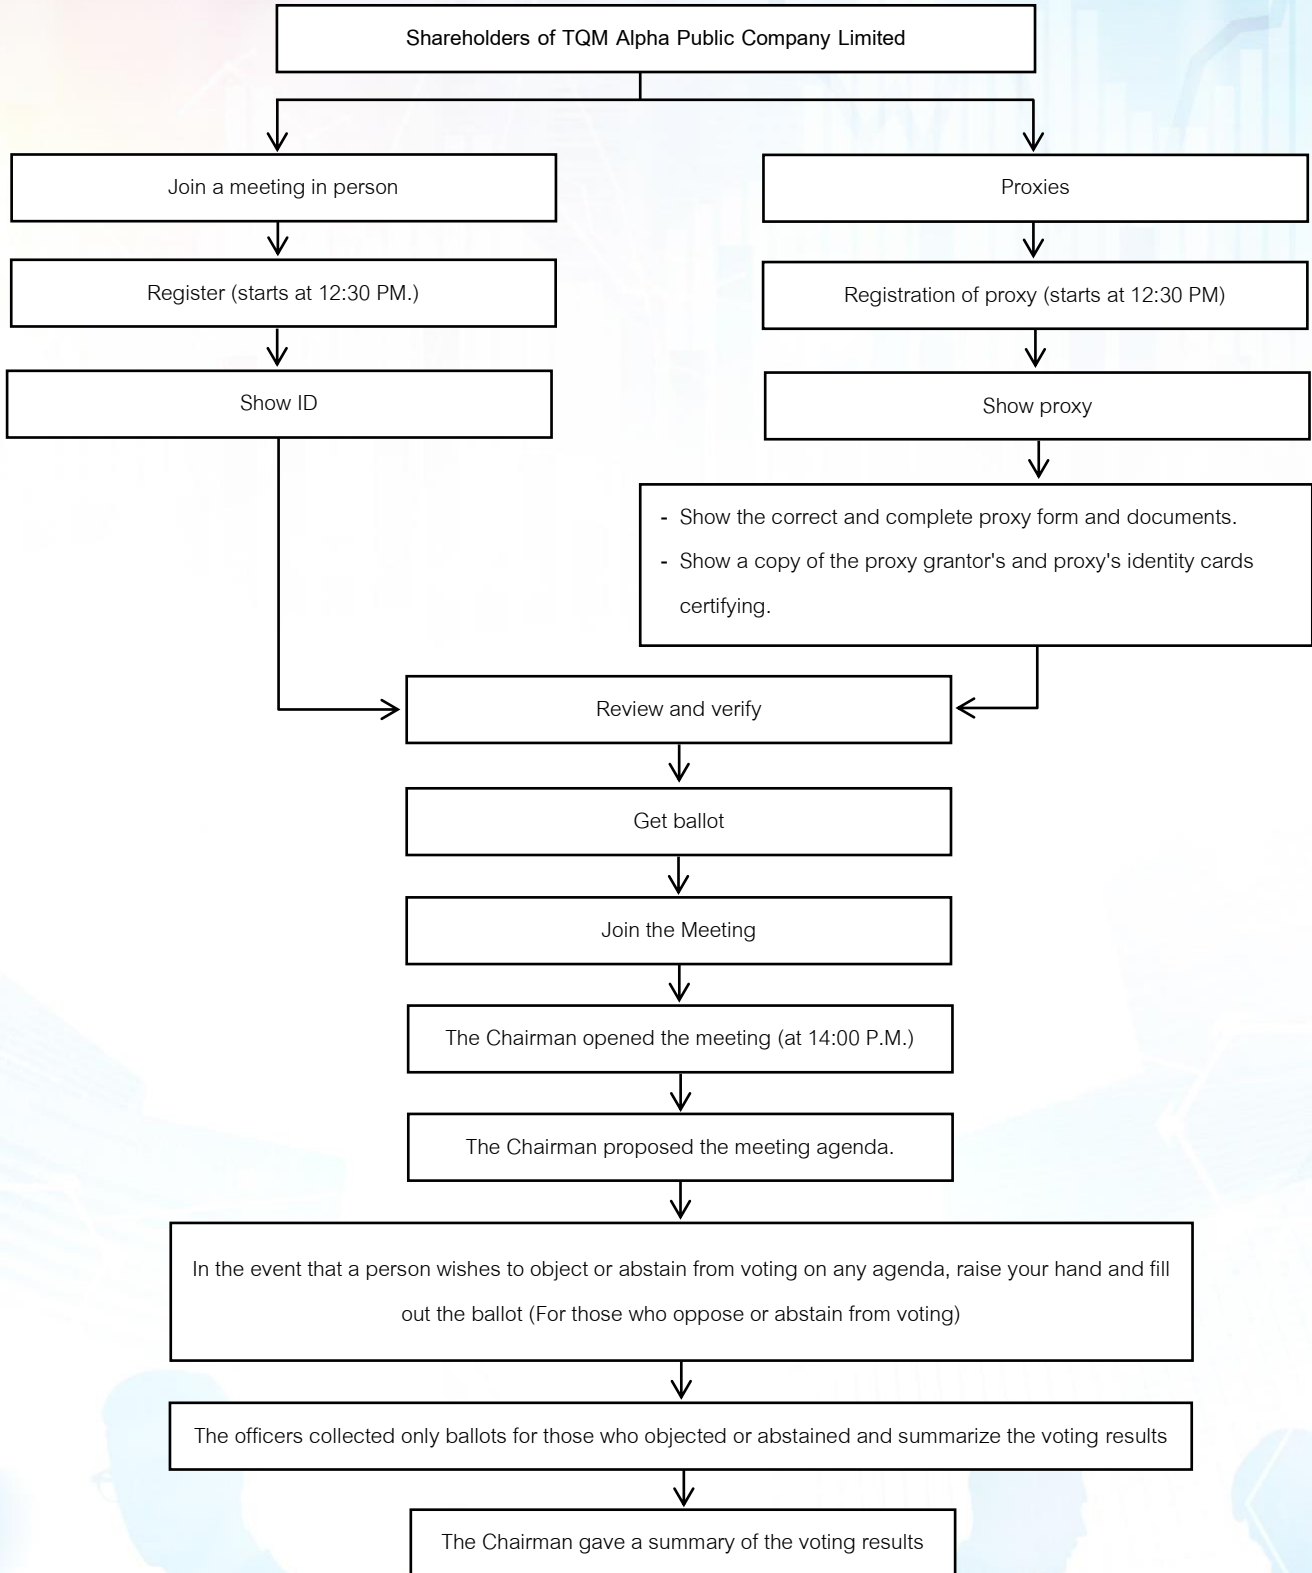 Shareholders of TQM Alpha Public Company Limited
Join a meeting in person
Proxies
Register (starts at 12:30 PM.)
Registration of proxy (starts at 12:30 PM)
Show ID
Show proxy
- Show the correct and complete proxy form and documents.
- Show a copy of the proxy grantor's and proxy's identity cards
certifying.
Review and verify
Get ballot
Join the Meeting
The Chairman opened the meeting (at 14:00 P.M.)
The Chairman proposed the meeting agenda.
In the event that a person wishes to object or abstain from voting on any agenda, raise your hand and fill
out the ballot (For those who oppose or abstain from voting)
The officers collected only ballots for those who objected or abstained and summarize the voting results
The Chairman gave a summary of the voting results